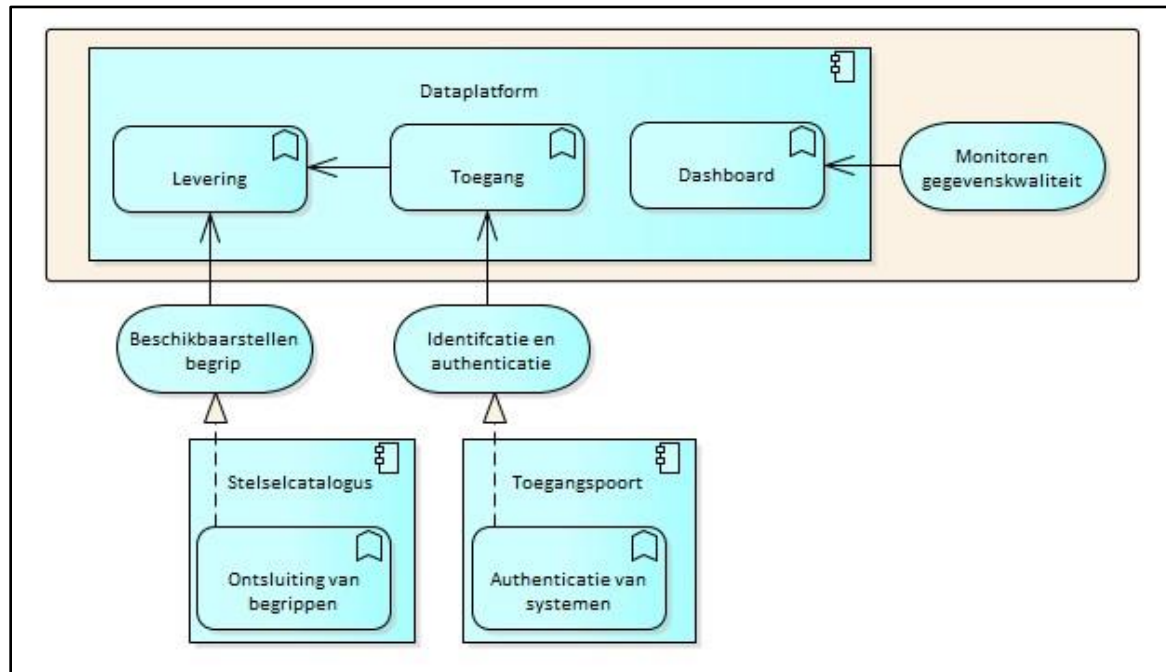 Dataplatform
Levering
Toegang
Dashboard
Monitoren
gegevenskwaliteit
Beschikbaarstellen
begrip
Identifcatie en
authenticatie
Stelselcatalogus
Toegangspoort
Ontsluiting van
begrippen
Authenticatie van
systemen